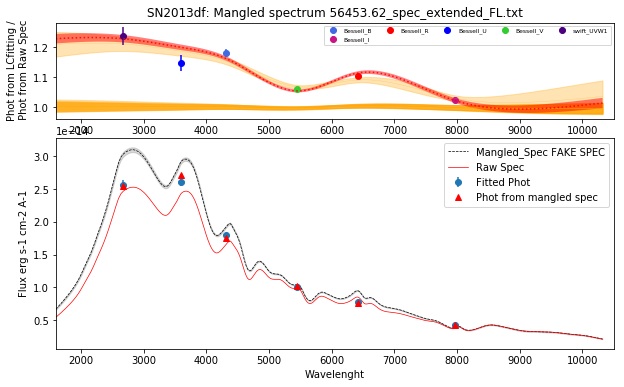 SN2013df: Mangled spectrum 56453.62_spec_extended_FL.txt
Phot from LCfitting /
Phot from Raw Spec
1.2
1.1
1.0
Bessell_B
Bessell_I
Bessell_R
Bessell_U
Bessell_V
swift_UVW1
2000 3000 4000 5000 6000 7000 8000 9000 10000
1e−14
Flux erg s-1 cm-2 A-1
3.0
2.5
2.0
1.5
1.0
0.5
Mangled_Spec FAKE SPEC
Raw Spec
Fitted Phot
Phot from mangled spec
2000 3000 4000 5000 6000 7000 8000 9000 10000
Wavelenght